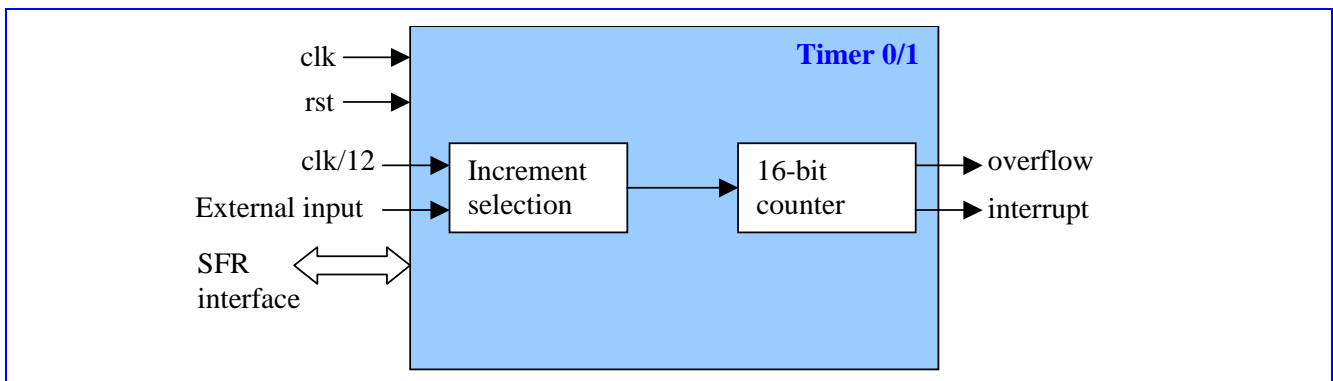 Timer 0/1
clk
rst
clk/12
External input
SFR
interface
Increment
selection
16-bit
counter
overflow
interrupt